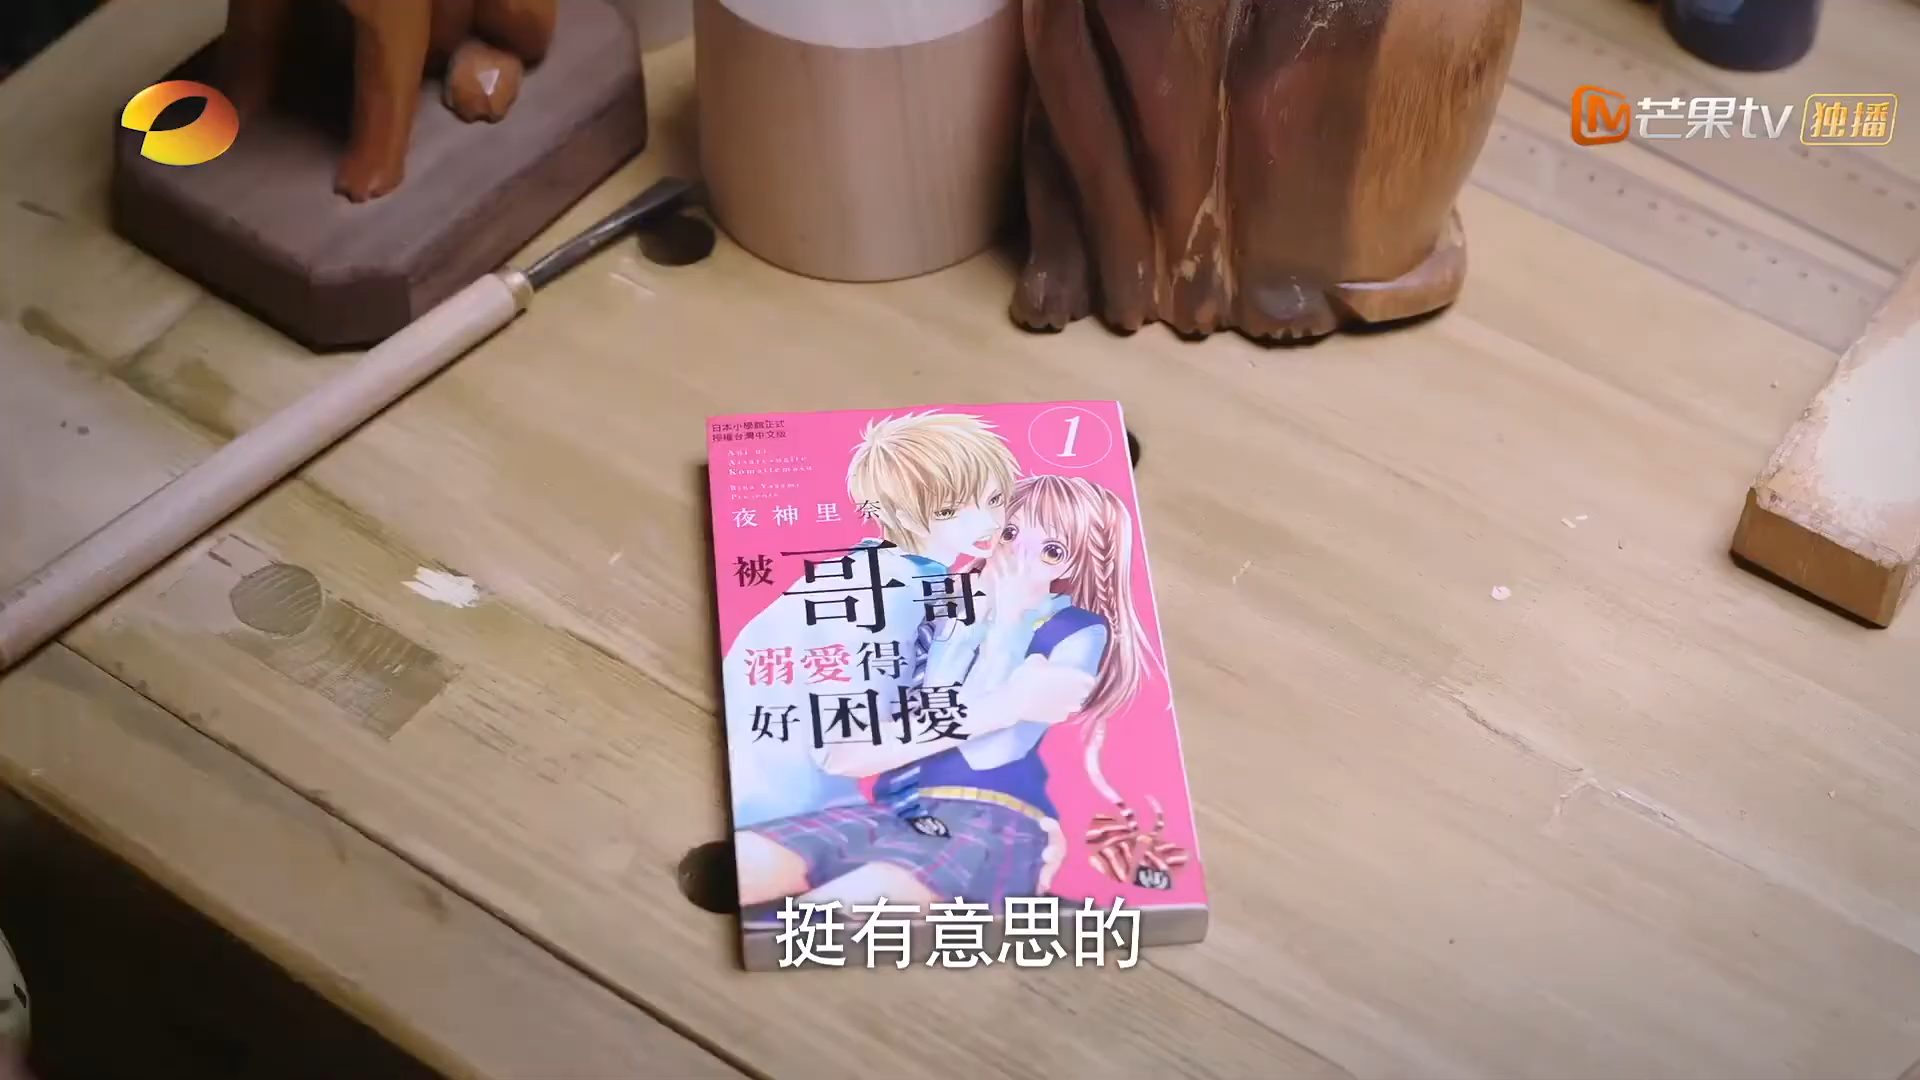 芒果tv 独播
日本小學館正式
授權台灣中文版
1
Ani ni
Aisaresugite
Komattemasu
Rina Yagami
Presents
夜神里奈
被哥哥
溺愛得
好困擾
挺有意思的